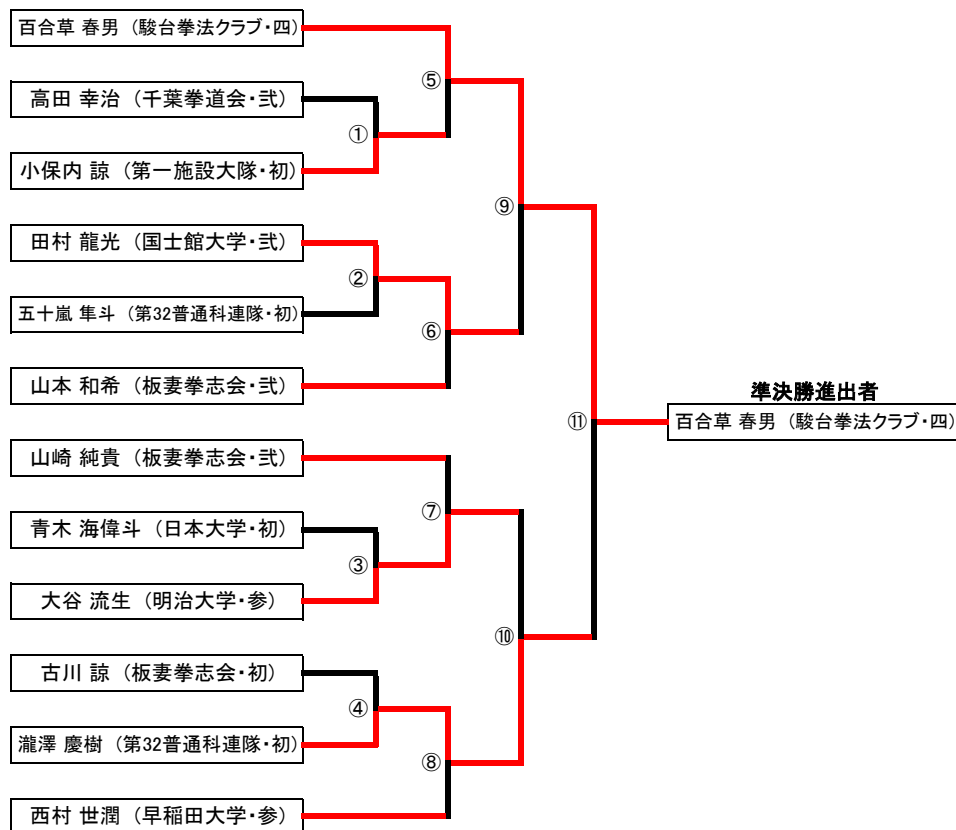 百合草 春男 （駿台拳法クラブ・四）
⑤
高田 幸治 （千葉拳道会・弐）
①
小保内 諒 （第一施設大隊・初）
⑨
田村 龍光 （国士館大学・弐）
②
五十嵐 隼斗 （第32普通科連隊・初）
⑥
山本 和希 （板妻拳志会・弐）
準決勝進出者
⑪
百合草 春男 （駿台拳法クラブ・四）
山崎 純貴 （板妻拳志会・弐）
⑦
青木 海偉斗 （日本大学・初）
③
大谷 流生 （明治大学・参）
⑩
古川 諒 （板妻拳志会・初）
④
瀧澤 慶樹 （第32普通科連隊・初）
⑧
西村 世潤 （早稲田大学・参）